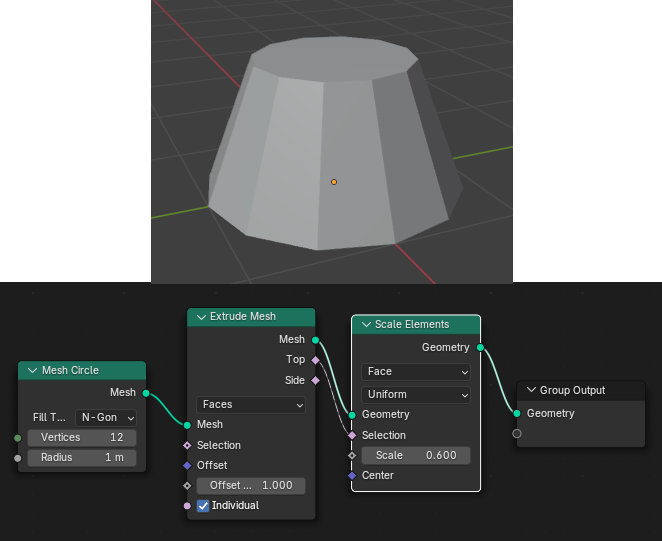 Mesh Circle
Mesh
Fill T... N-Gon
Vertices 12
Radius 1 m
Extrude Mesh
Mesh
Top
Side
Faces
Mesh
Selection
Offset
Offset ... 1.000
Individual
Scale Elements
Geometry
Face
Uniform
Geometry
Selection
Scale 0.600
Center
Group Output
Geometry